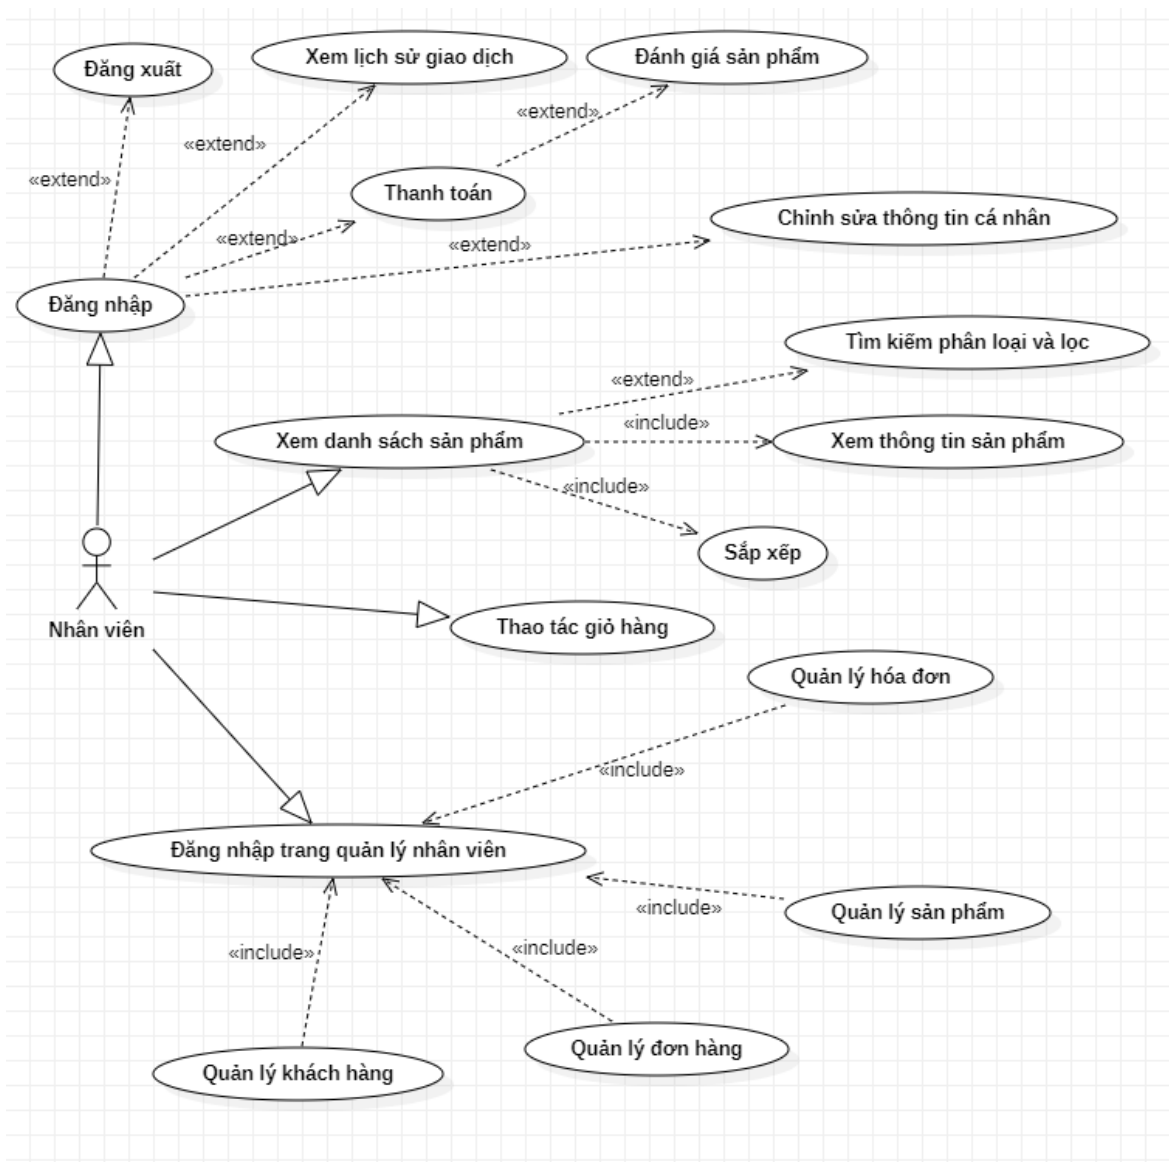 Xem lịch sử giao dịch
Đánh giá sản phẩm
Đăng xuất
«extend»
«extend»
«extend»
Thanh toán
Chỉnh sửa thông tin cá nhân
«extend»
«extend»
Đăng nhập
Tìm kiếm phân loại và lọc
«extend»
«include»
Xem danh sách sản phẩm
Xem thông tin sản phẩm
«include»
Sắp xếp
Nhân viên
Thao tác giỏ hàng
Quản lý hóa đơn
«include»
Đăng nhập trang quản lý nhân viên
«include»
Quản lý sản phẩm
«include»
«include»
Quản lý đơn hàng
Quản lý khách hàng